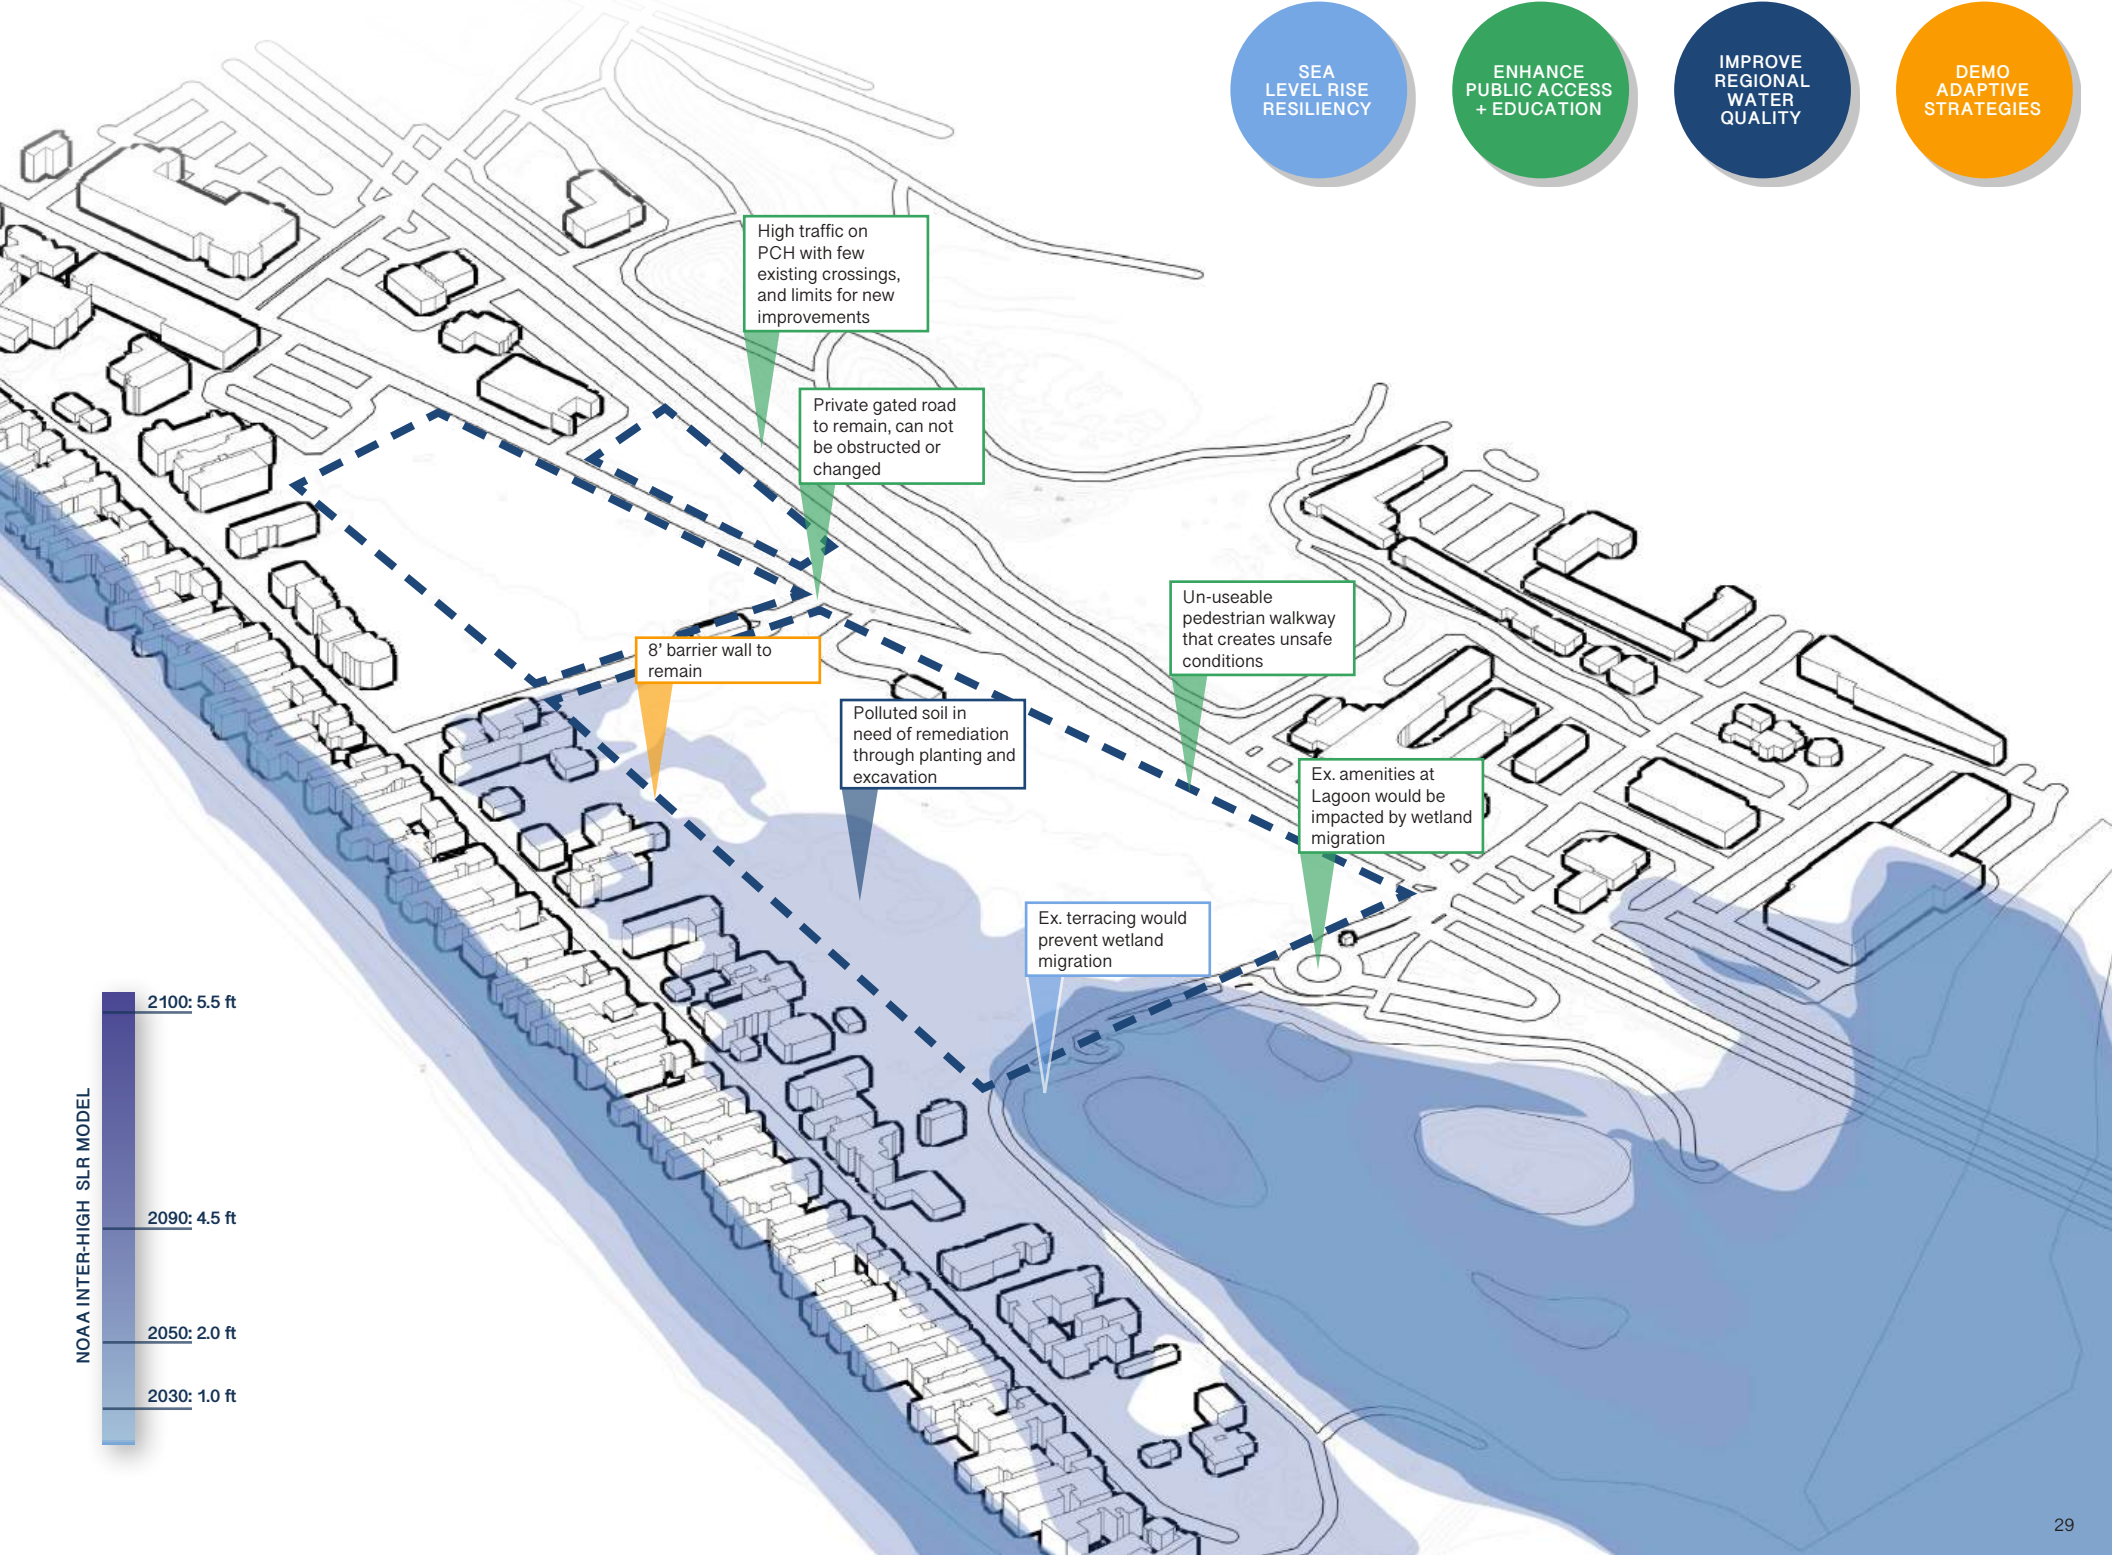 SEA
LEVEL RISE
RESILIENCY
ENHANCE
PUBLIC ACCESS
+ EDUCATION
IMPROVE
REGIONAL
WATER
QUALITY
DEMO
ADAPTIVE
STRATEGIES
High traffic on
PCH with few
existing crossings,
and limits for new
improvements
Private gated road
to remain, can not
be obstructed or
changed
Un-useable
pedestrian walkway
that creates unsafe
conditions
8’ barrier wall to
remain
Polluted soil in
need of remediation
through planting and
excavation
Ex. amenities at
Lagoon would be
impacted by wetland
migration
Ex. terracing would
prevent wetland
migration
NOAA INTER-HIGH SLR MODEL
2100: 5.5 ft
2090: 4.5 ft
2050: 2.0 ft
2030: 1.0 ft
29